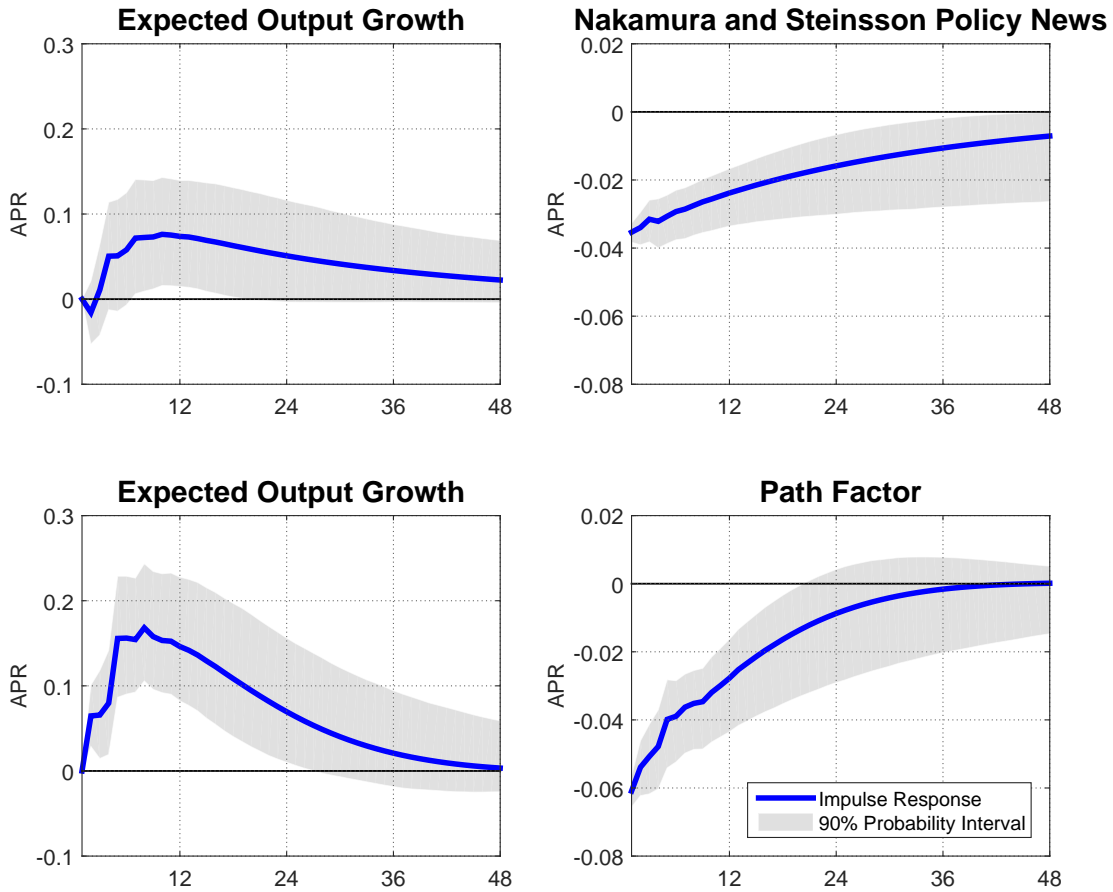 Expected Output Growth
0.3
0.2
0.1
0
-0.1
APR
12 24 36 48
Nakamura and Steinsson Policy News
0.02
0
-0.02
-0.04
-0.06
-0.08
APR
12 24 36 48
Expected Output Growth
0.3
0.2
0.1
0
-0.1
APR
12 24 36 48
Path Factor
0.02
0
-0.02
-0.04
-0.06
-0.08
APR
Impulse Response
90% Probability Interval
12 24 36 48